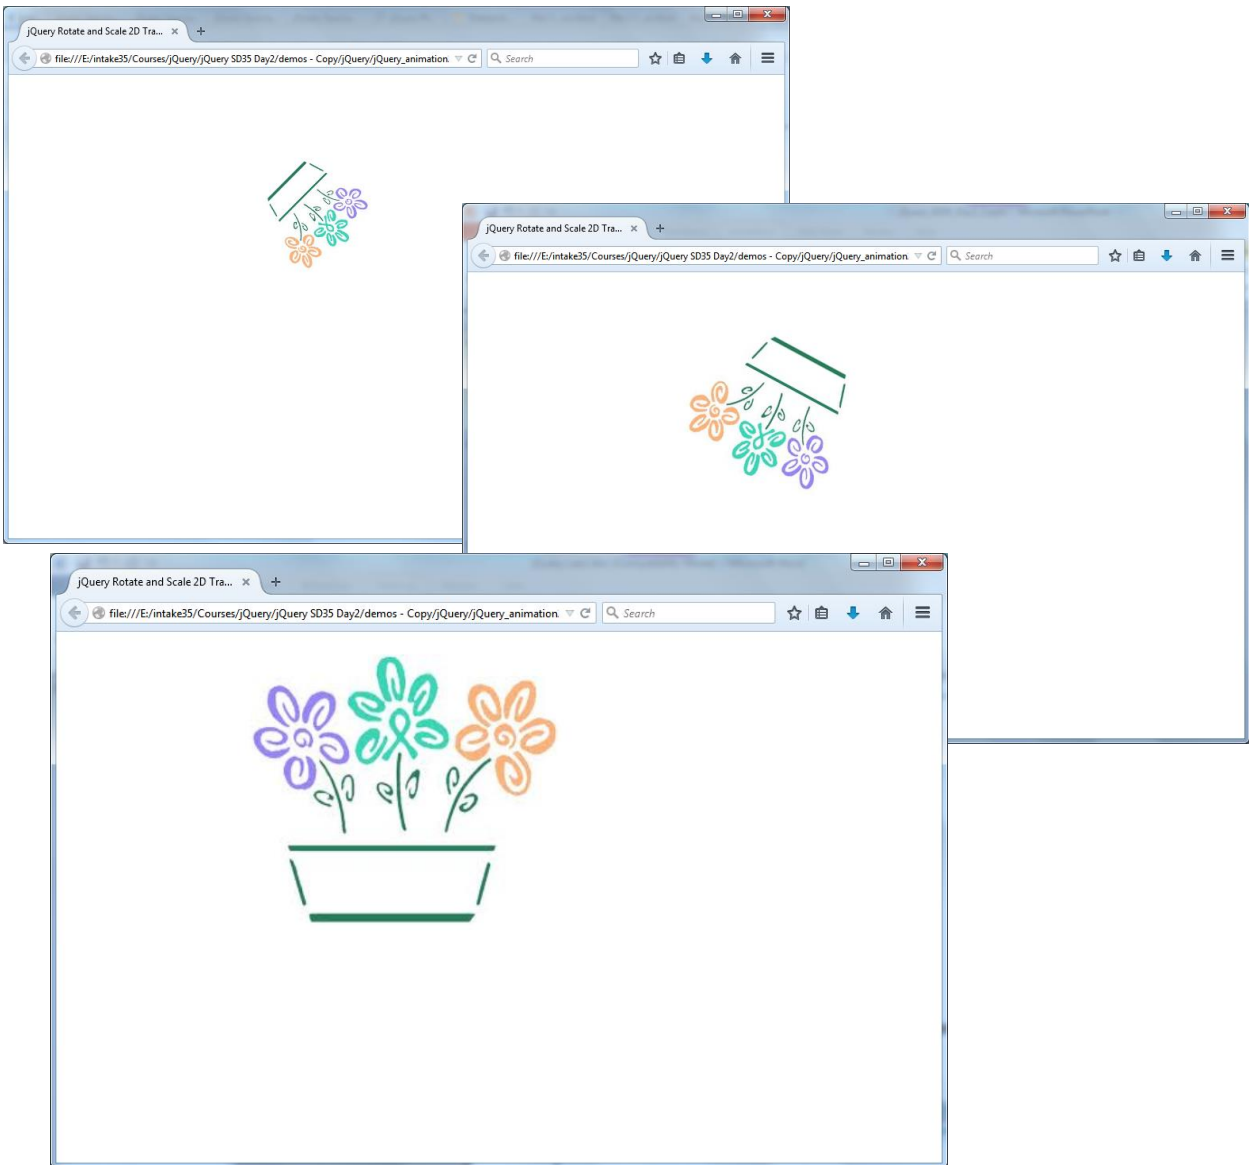 jQuery Rotate and Scale 2D Tra...
file:///E:/intake35/Courses/jQuery/jQuery SD35 Day2/demos - Copy/jQuery/jQuery_animation.
Search
jQuery Rotate and Scale 2D Tra...
file:///E:/intake35/Courses/jQuery/jQuery SD35 Day2/demos - Copy/jQuery/jQuery_animation.
Search
jQuery Rotate and Scale 2D Tra...
file:///E:/intake35/Courses/jQuery/jQuery SD35 Day2/demos - Copy/jQuery/jQuery_animation.
Search